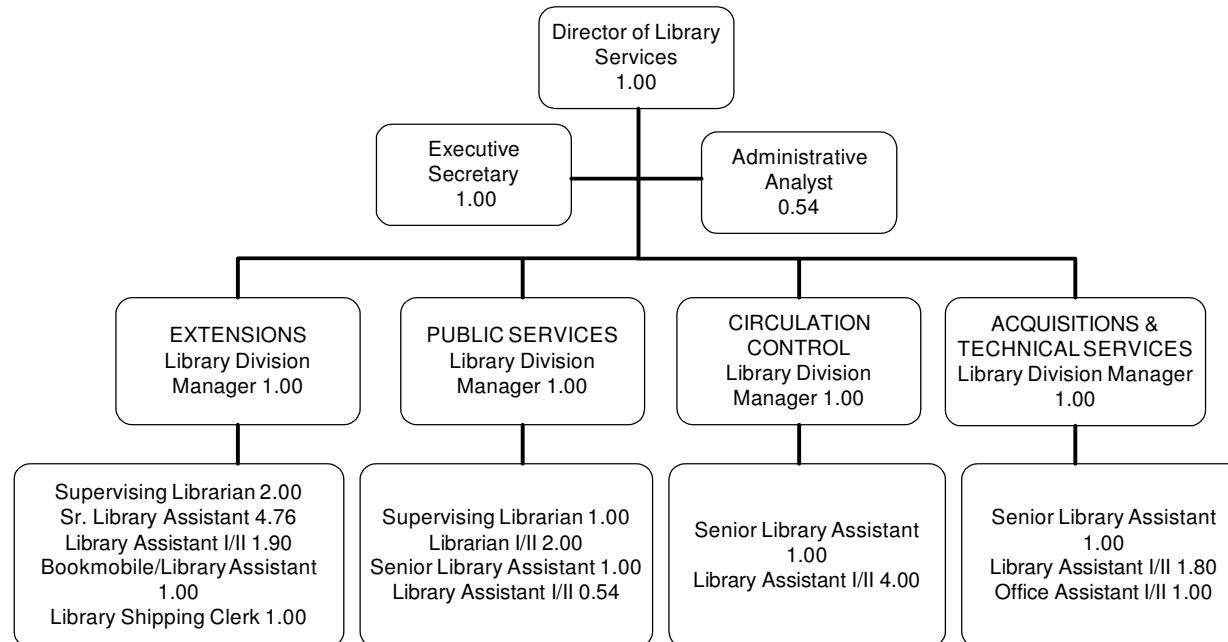 Director of Library
Services
1.00
Executive
Secretary
1.00
Administrative
Analyst
0.54
EXTENSIONS
Library Division
Manager 1.00
PUBLIC SERVICES
Library Division
Manager 1.00
CIRCULATION
CONTROL
Library Division
Manager 1.00
ACQUISITIONS &
TECHNICAL SERVICES
Library Division Manager
1.00
Supervising Librarian 2.00
Sr. Library Assistant 4.76
Library Assistant I/II 1.90
Bookmobile/Library Assistant
1.00
Library Shipping Clerk 1.00
Supervising Librarian 1.00
Librarian I/II 2.00
Senior Library Assistant 1.00
Library Assistant I/II 0.54
Senior Library Assistant
1.00
Library Assistant I/II 4.00
Senior Library Assistant
1.00
Library Assistant I/II 1.80
Office Assistant I/II 1.00